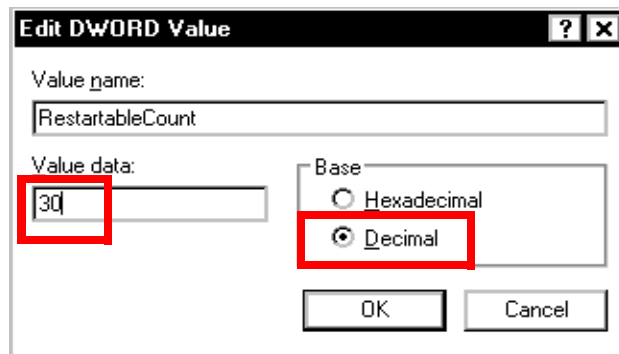 Edit DWORD Value
Value name:
RestartableCount
Value data:
30
Base
Hexadecimal
Decimal
OK
Cancel